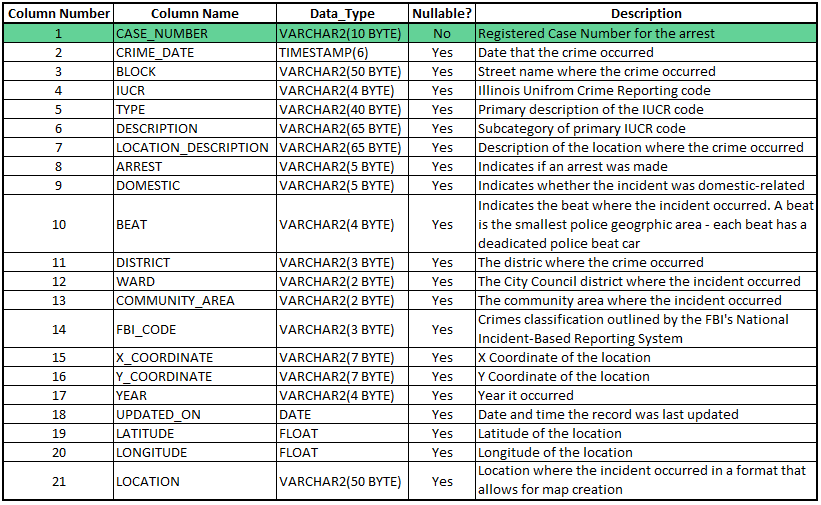 Column Number Column Name Data_Type Nullable? Description
1 CASE_NUMBER VARCHAR2(10 BYTE) No Registered Case Number for the arrest
2 CRIME_DATE TIMESTAMP(6) Yes Date that the crime occurred
3 BLOCK VARCHAR2(50 BYTE) Yes Street name where the crime occurred
4 IUCR VARCHAR2(4 BYTE) Yes Illinois Unifrom Crime Reporting code
5 TYPE VARCHAR2(40 BYTE) Yes Primary description of the IUCR code
6 DESCRIPTION VARCHAR2(65 BYTE) Yes Subcategory of primary IUCR code
7 LOCATION_DESCRIPTION VARCHAR2(65 BYTE) Yes Description of the location where the crime occurred
8 ARREST VARCHAR2(5 BYTE) Yes Indicates if an arrest was made
9 DOMESTIC VARCHAR2(5 BYTE) Yes Indicates whether the incident was domestic-related
Indicates the beat where the incident occurred. A beat
10 BEAT VARCHAR2(4 BYTE) Yes is the smallest police geogrphic area - each beat has a
deadicated police beat car
11 DISTRICT VARCHAR2(3 BYTE) Yes The distric where the crime occurred
12 WARD VARCHAR2(2 BYTE) Yes The City Council district where the incident occurred
13 COMMUNITY_AREA VARCHAR2(2 BYTE) Yes The community area where the incident occurred
14 FBI_CODE VARCHAR2(3 BYTE) Yes Crimes classification outlined by the FBI's National
Incident-Based Reporting System
15 X_COORDINATE VARCHAR2(7 BYTE) Yes X Coordinate of the location
16 Y_COORDINATE VARCHAR2(7 BYTE) Yes Y Coordinate of the location
17 YEAR VARCHAR2(4 BYTE) Yes Year it occurred
18 UPDATED_ON DATE Yes Date and time the record was last updated
19 LATITUDE FLOAT Yes Latitude of the location
20 LONGITUDE FLOAT Yes Longitude of the location
21 LOCATION VARCHAR2(50 BYTE) Yes Location where the incident occurred in a format that
allows for map creation